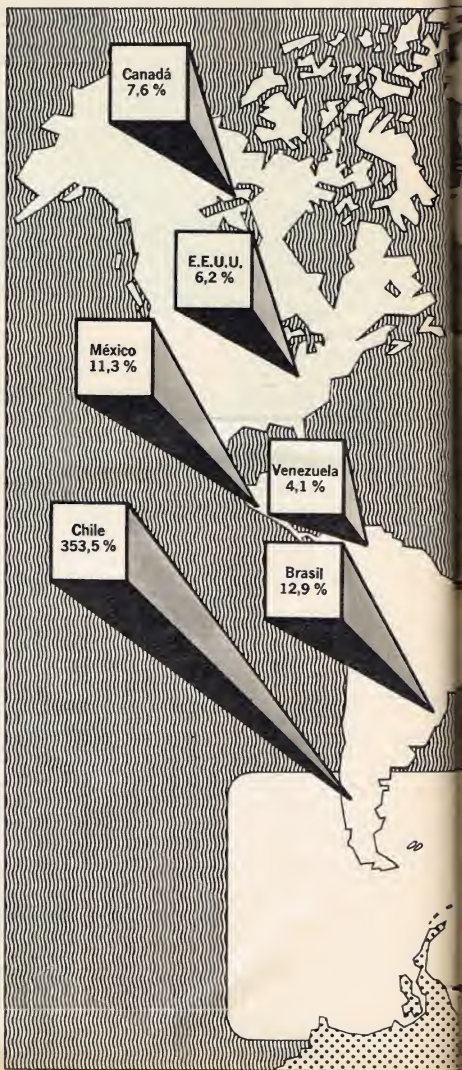 Canadá
7,6 %
E.E.U.U.
6,2 %
México
11,3 %
Venezuela
4,1 %
Chile
353,5 %
Brasil
12,9 %